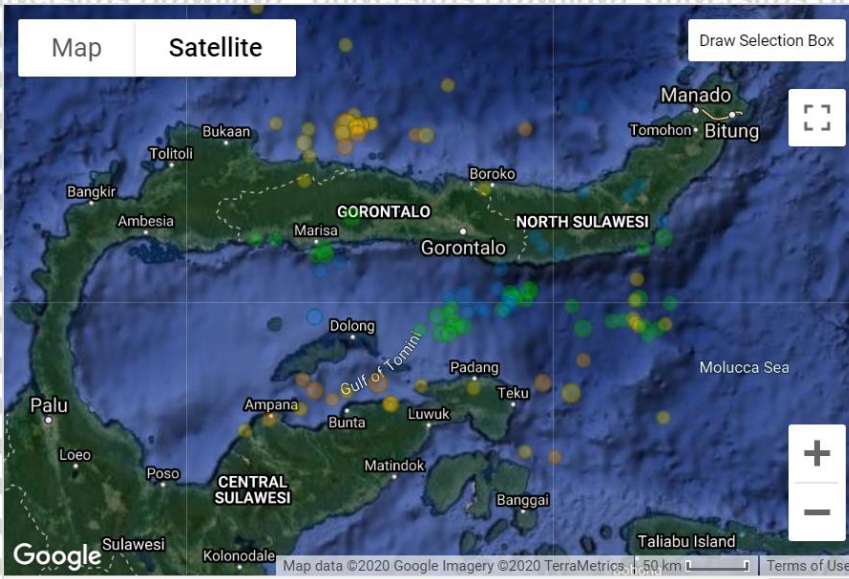 Map
Satellite
Draw Selection Box
Manado
Bukaan
Tomohon
Bitung
Tolitoli
Boroko
Bangkir
GORONTALO
Ambesia
Marisa
NORTH SULAWESI
Gorontalo
Dolong
Gulf of Tomini
Padang
Molucca Sea
Teku
Palu
Ampana
Bunta
Luwuk
Loeo
Poso
Matindok
CENTRAL
SULAWESI
Banggai
Sulawesi
Taliabu Island
Google
Kolonodale
Map data ©2020 Google Imagery ©2020 TerraMetrics
50 km
Terms of Use